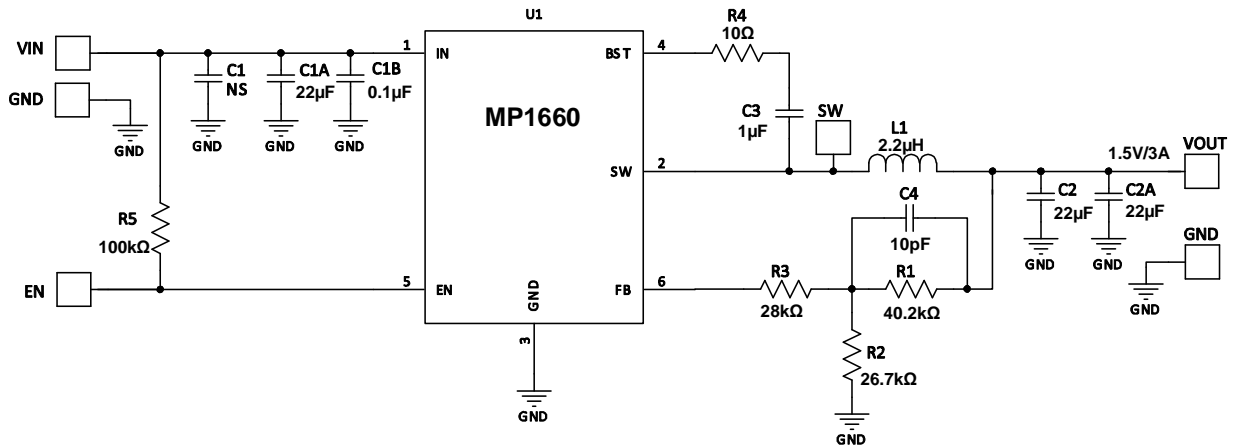 U1
VIN
1
IN
C1
NS
C1A
22µF
C1B
0.1µF
GND
GND
GND
GND
GND
MP1660
BST
4
R4
10Ω
C3
1µF
SW
SW
2
L1
2.2µH
1.5V/3A
VOUT
C2
22µF
C2A
22µF
GND
GND
GND
GND
R5
100kΩ
EN
5
EN
GND
3
GND
FB
6
R3
28kΩ
C4
10pF
R1
40.2kΩ
R2
26.7kΩ
GND